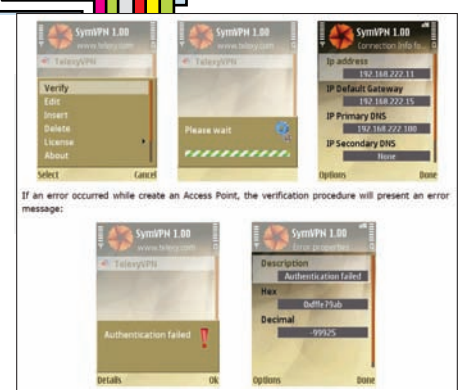 SymVPN 1.00
www.telexy.com
TelexyVPN
Verify
Edit
Insert
Delete
License
About
Select Cancel
SymVPN 1.00
www.telexy.com
TelexyVPN
Please wait
SymVPN 1.00
Connection Info fo...
Ip address
192.168.222.11
IP Default Gateway
192.168.222.15
IP Primary DNS
192.168.222.100
IP Secondary DNS
None
Options Done
If an error occurred while create an Access Point, the verification procedure will present an error
message:
SymVPN 1.00
www.telexy.com
TelexyVPN
Authentication failed
Details Ok
SymVPN 1.00
Error properties
Description
Authentication failed
Hex
0xfffe79ab
Decimal
-99925
Options Done